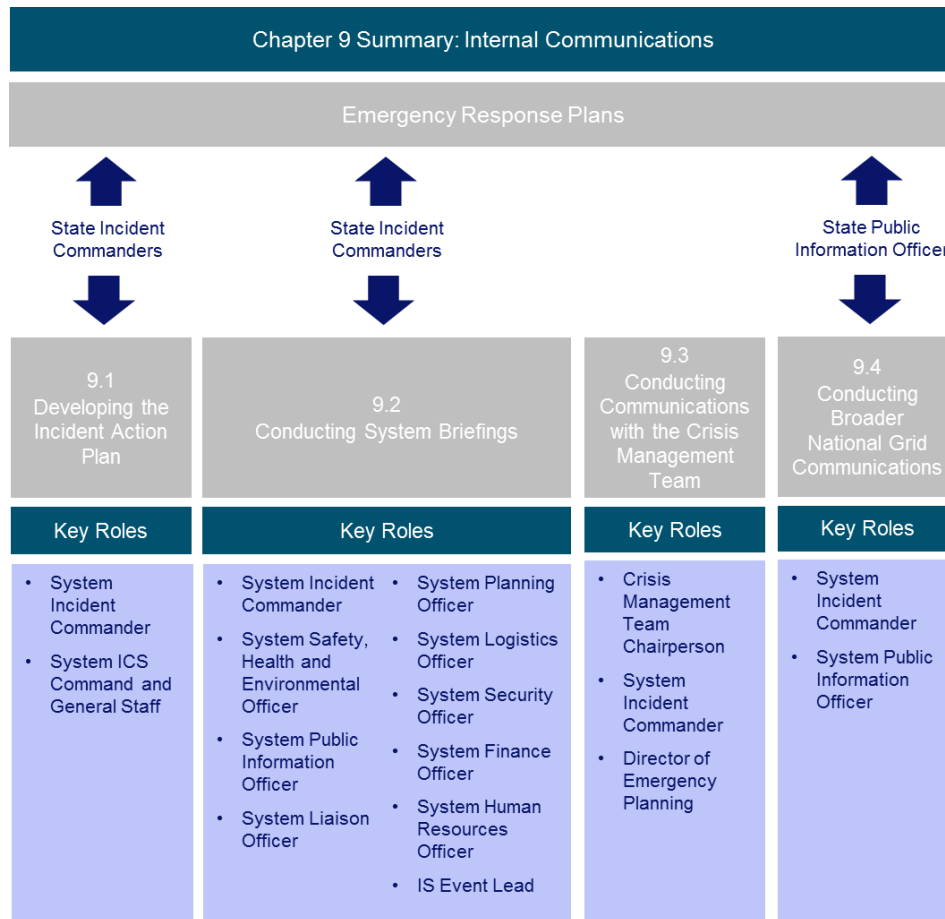 Chapter 9 Summary: Internal Communications
Emergency Response Plans
State Incident
Commanders
State Incident
Commanders
State Public
Information Officer
9.1
Developing the
Incident Action
Plan
9.2
Conducting System Briefings
9.3
Conducting
Communications
with the Crisis
Management
Team
9.4
Conducting
Broader
National Grid
Communications
Key Roles
Key Roles
Key Roles
Key Roles
• System
Incident
Commander
• System ICS
Command and
General Staff
• System Incident
Commander
• System Safety,
Health and
Environmental
Officer
• System Public
Information
Officer
• System Liaison
Officer
• System Planning
Officer
• System Logistics
Officer
• System Security
Officer
• System Finance
Officer
• System Human
Resources
Officer
• IS Event Lead
• Crisis
Management
Team
Chairperson
• System
Incident
Commander
• Director of
Emergency
Planning
• System
Incident
Commander
• System Public
Information
Officer